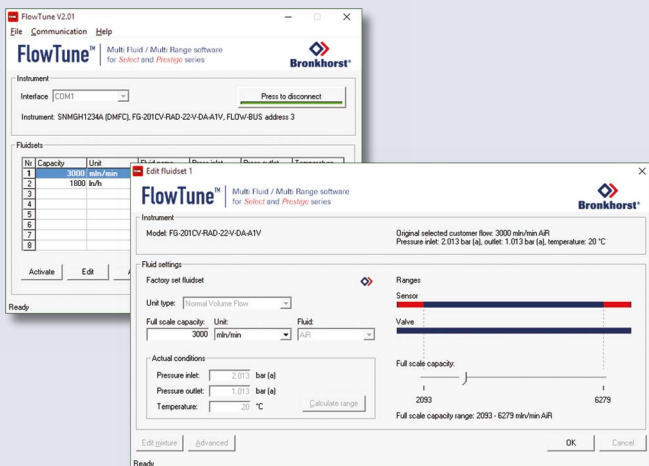 FlowTune V2.01
File Communication Help
FlowTune™ Multi Fluid / Multi Range software
for Select and Prestige series
Bronkhorst®
Instrument
Interface COM1 Press to disconnect
Instrument: SNMGH1234A (DMFC), FG-201CV-RAD-22-V-DA-A1V, FLOW-BUS address 3
Fluidsets
Nr Capacity Unit Fluid name Press inlet Press outlet Temperature
1 3000 mln/min
2 1800 ln/h
3
4
5
6
7
8
Activate Edit
Ready
Edit fluidset 1
FlowTune™ Multi Fluid / Multi Range software
for Select and Prestige series
Bronkhorst®
Instrument
Model: FG-201CV-RAD-22-V-DA-A1V
Original selected customer flow: 3000 mln/min AiR
Pressure inlet: 2.013 bar (a), outlet: 1.013 bar (a), temperature: 20 °C
Fluid settings
Factory set fluidset
Unit type: Normal Volume Flow
Full scale capacity: Unit: Fluid:
3000 mln/min AiR
Actual conditions
Pressure inlet: 2.013 bar (a)
Pressure outlet: 1.013 bar (a)
Temperature: 20 °C
Calculate range
Ranges
Sensor
Valve
Full scale capacity:
2093 6279
Full scale capacity range: 2093 - 6279 mln/min AiR
Edit mixture Advanced OK Cancel
Ready